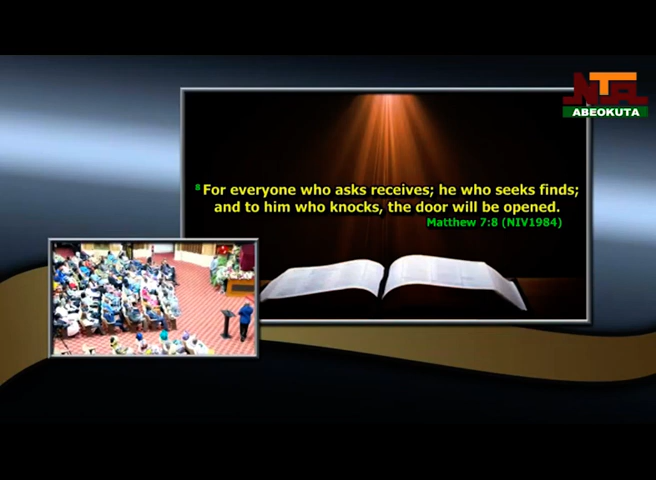 NTA
ABEOKUTA
8 For everyone who asks receives; he who seeks finds;
and to him who knocks, the door will be opened.
Matthew 7:8 (NIV1984)